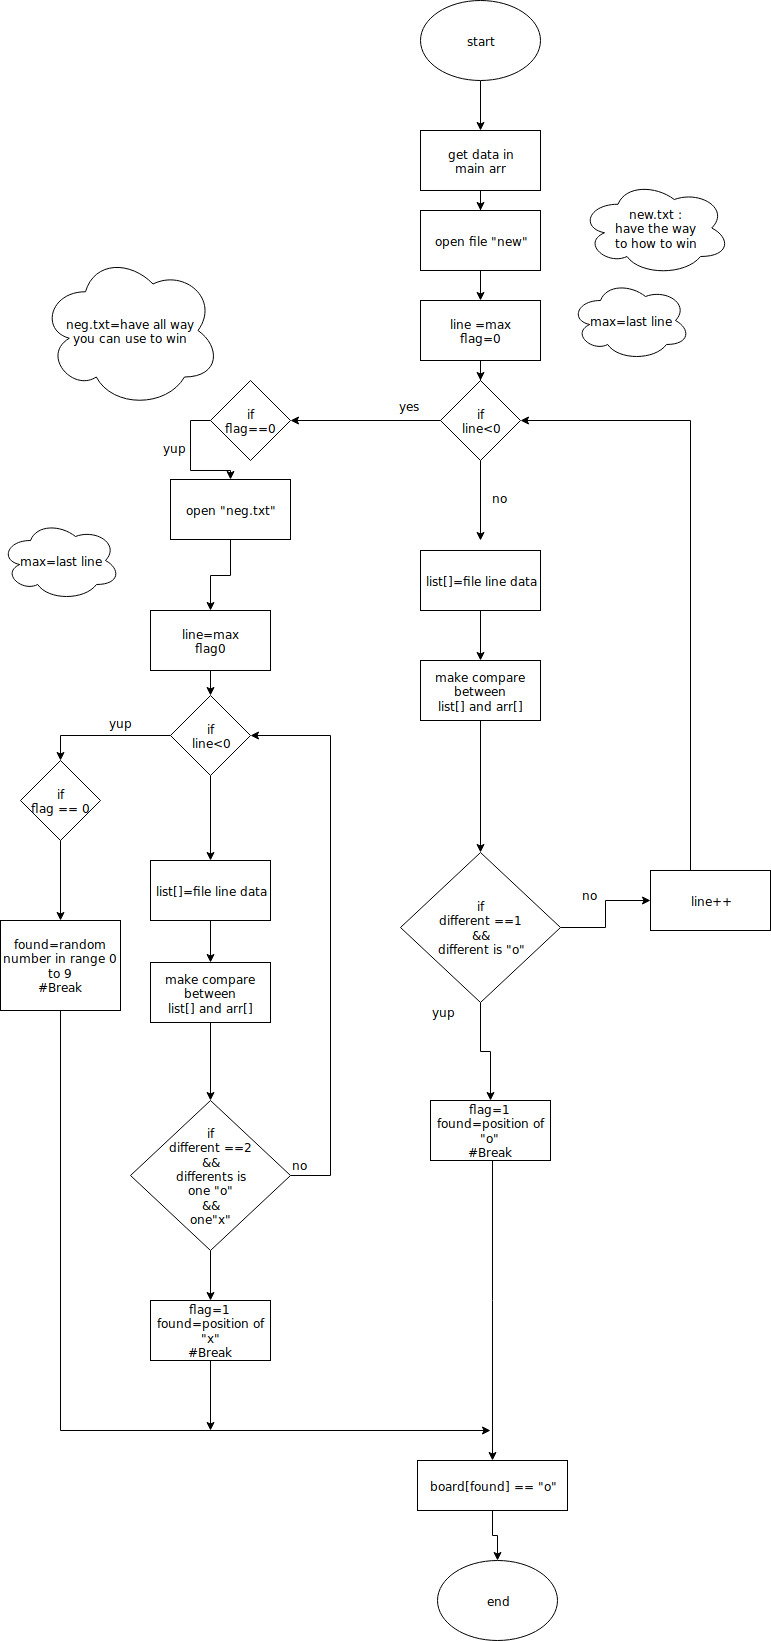 start
get data in
main arr
open file "new"
new.txt :
have the way
to how to win
line =max
flag=0
max=last line
neg.txt=have all way
you can use to win
if
line<0
yes
if
flag==0
yup
no
open "neg.txt"
max=last line
list[]=file line data
line=max
flag0
make compare
between
list[] and arr[]
if
line<0
yup
if
flag == 0
list[]=file line data
if
different ==1
&&
different is "o"
no
line++
yup
found=random
number in range 0
to 9
#Break
make compare
between
list[] and arr[]
if
different ==2
&&
differents is
one "o"
&&
one"x"
no
flag=1
found=position of
"o"
#Break
flag=1
found=position of
"x"
#Break
board[found] == "o"
end